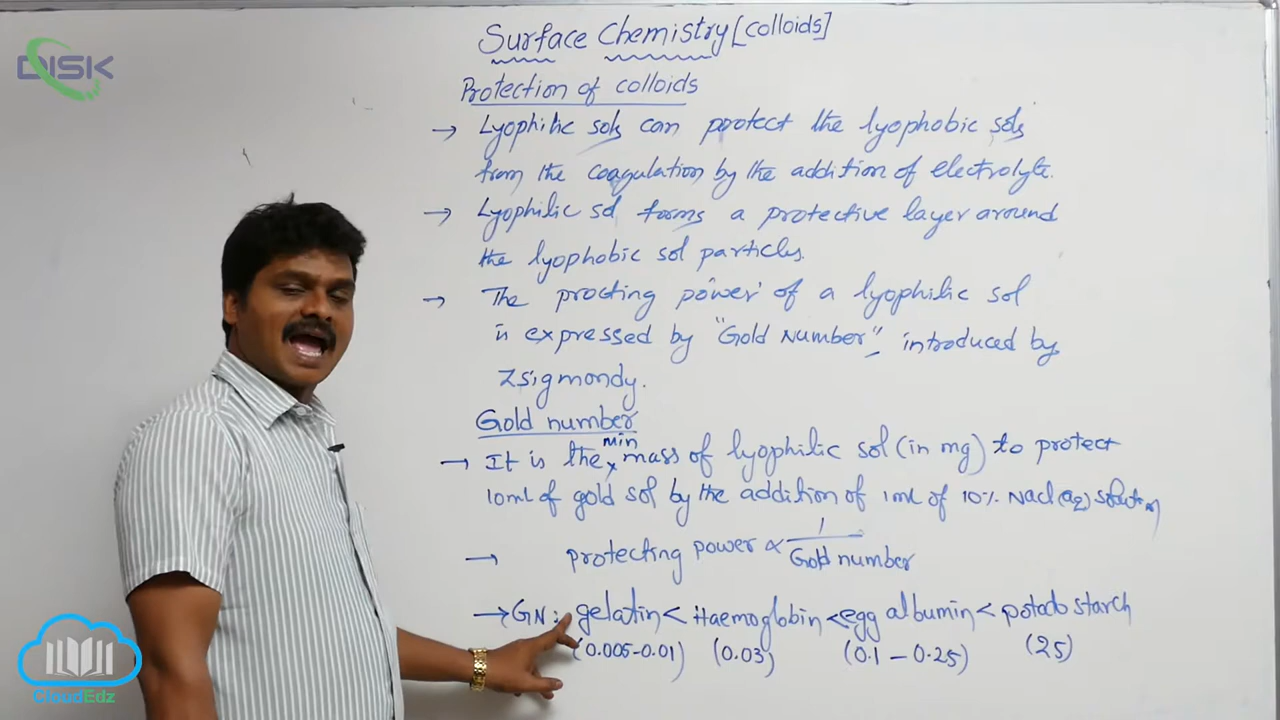 DISK
Surface Chemistry [colloids]
Protection of colloids
→ Lyophilic sols can protect the lyophobic sols
from the coagulation by the addition of electrolyte.
→ Lyophilic sol forms a protective layer around
the lyophobic sol particles.
→ The procting power of a lyophilic sol
is expressed by "Gold Number", introduced by
Zsigmondy.
Gold number
min
→ It is the mass of lyophilic sol (in mg) to protect
10ml of gold sol by the addition of 1ml of 10% NaCl(aq) solution
→ protecting power ∝ 1/Gold number
→ GN: gelatin < Haemoglobin < egg albumin < potado starch
(0.005-0.01) (0.03) (0.1 - 0.25) (25)
CloudEdz